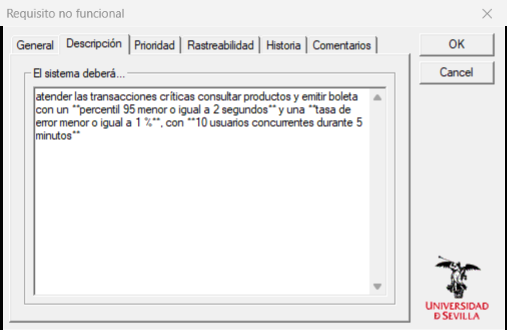 Requisito no funcional
General Descripción Prioridad Rastreabilidad Historia Comentarios
OK
Cancel
El sistema deberá...
atender las transacciones críticas consultar productos y emitir boleta
con un **percentil 95 menor o igual a 2 segundos** y una **tasa de
error menor o igual a 1 %**, con **10 usuarios concurrentes durante 5
minutos**
UNIVERSIDAD
D SEVILLA